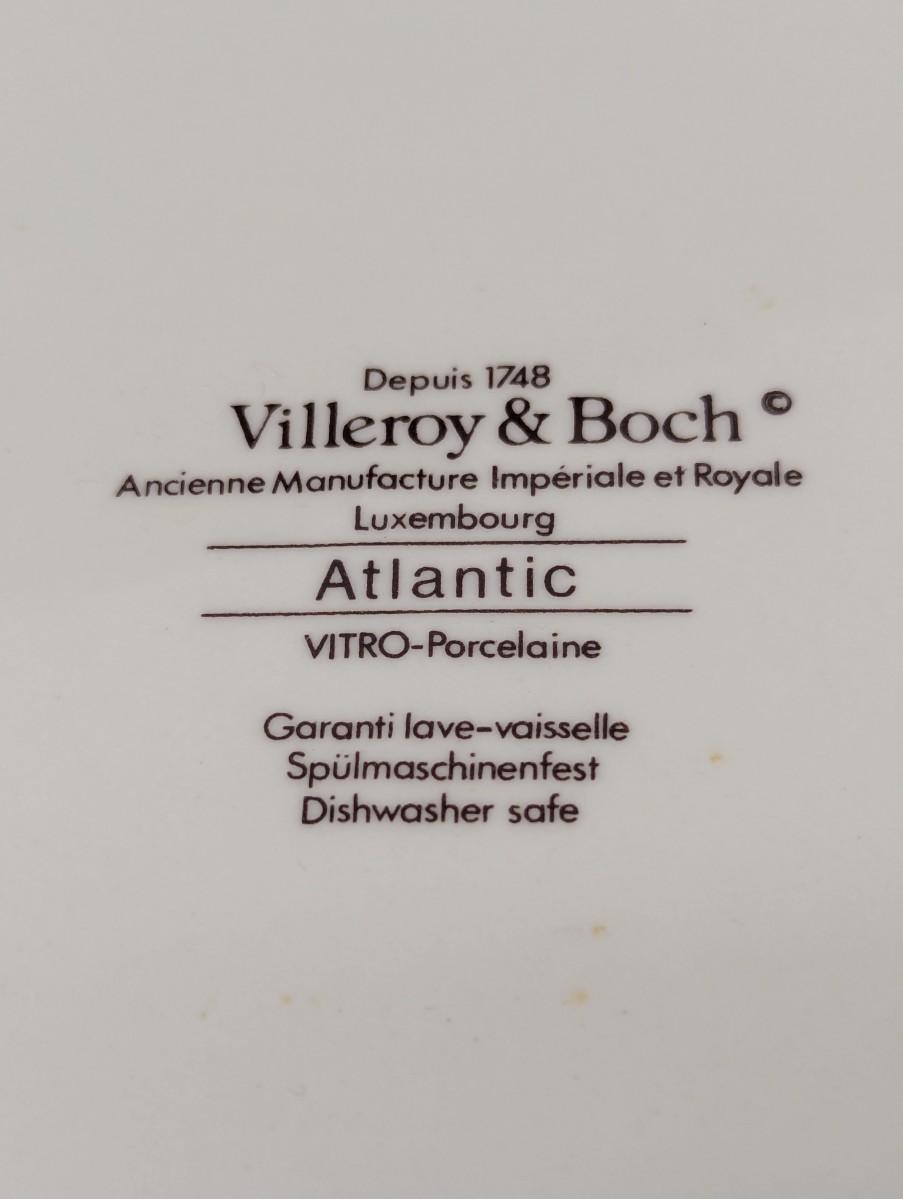 Depuis 1748
Villeroy & Boch ©
Ancienne Manufacture Impériale et Royale
Luxembourg
Atlantic
VITRO-Porcelaine
Garanti lave-vaisselle
Spülmaschinenfest
Dishwasher safe